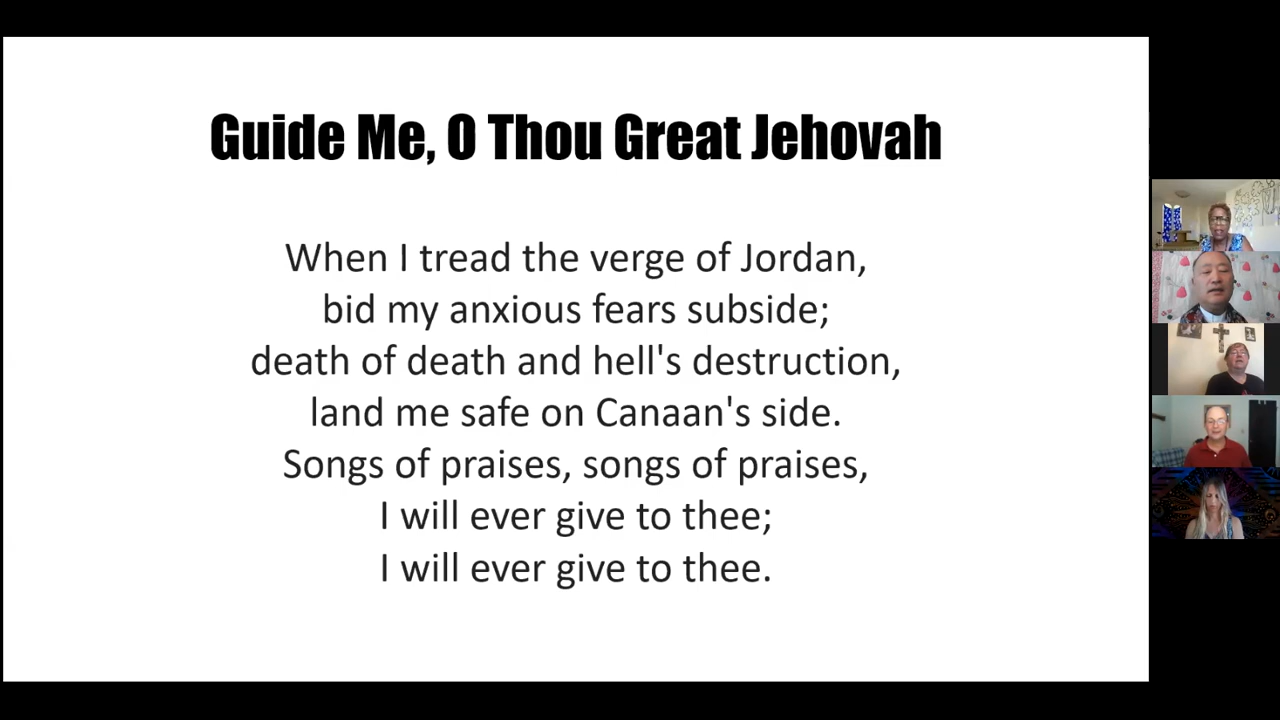 Guide Me, O Thou Great Jehovah
When I tread the verge of Jordan,
bid my anxious fears subside;
death of death and hell's destruction,
land me safe on Canaan's side.
Songs of praises, songs of praises,
I will ever give to thee;
I will ever give to thee.